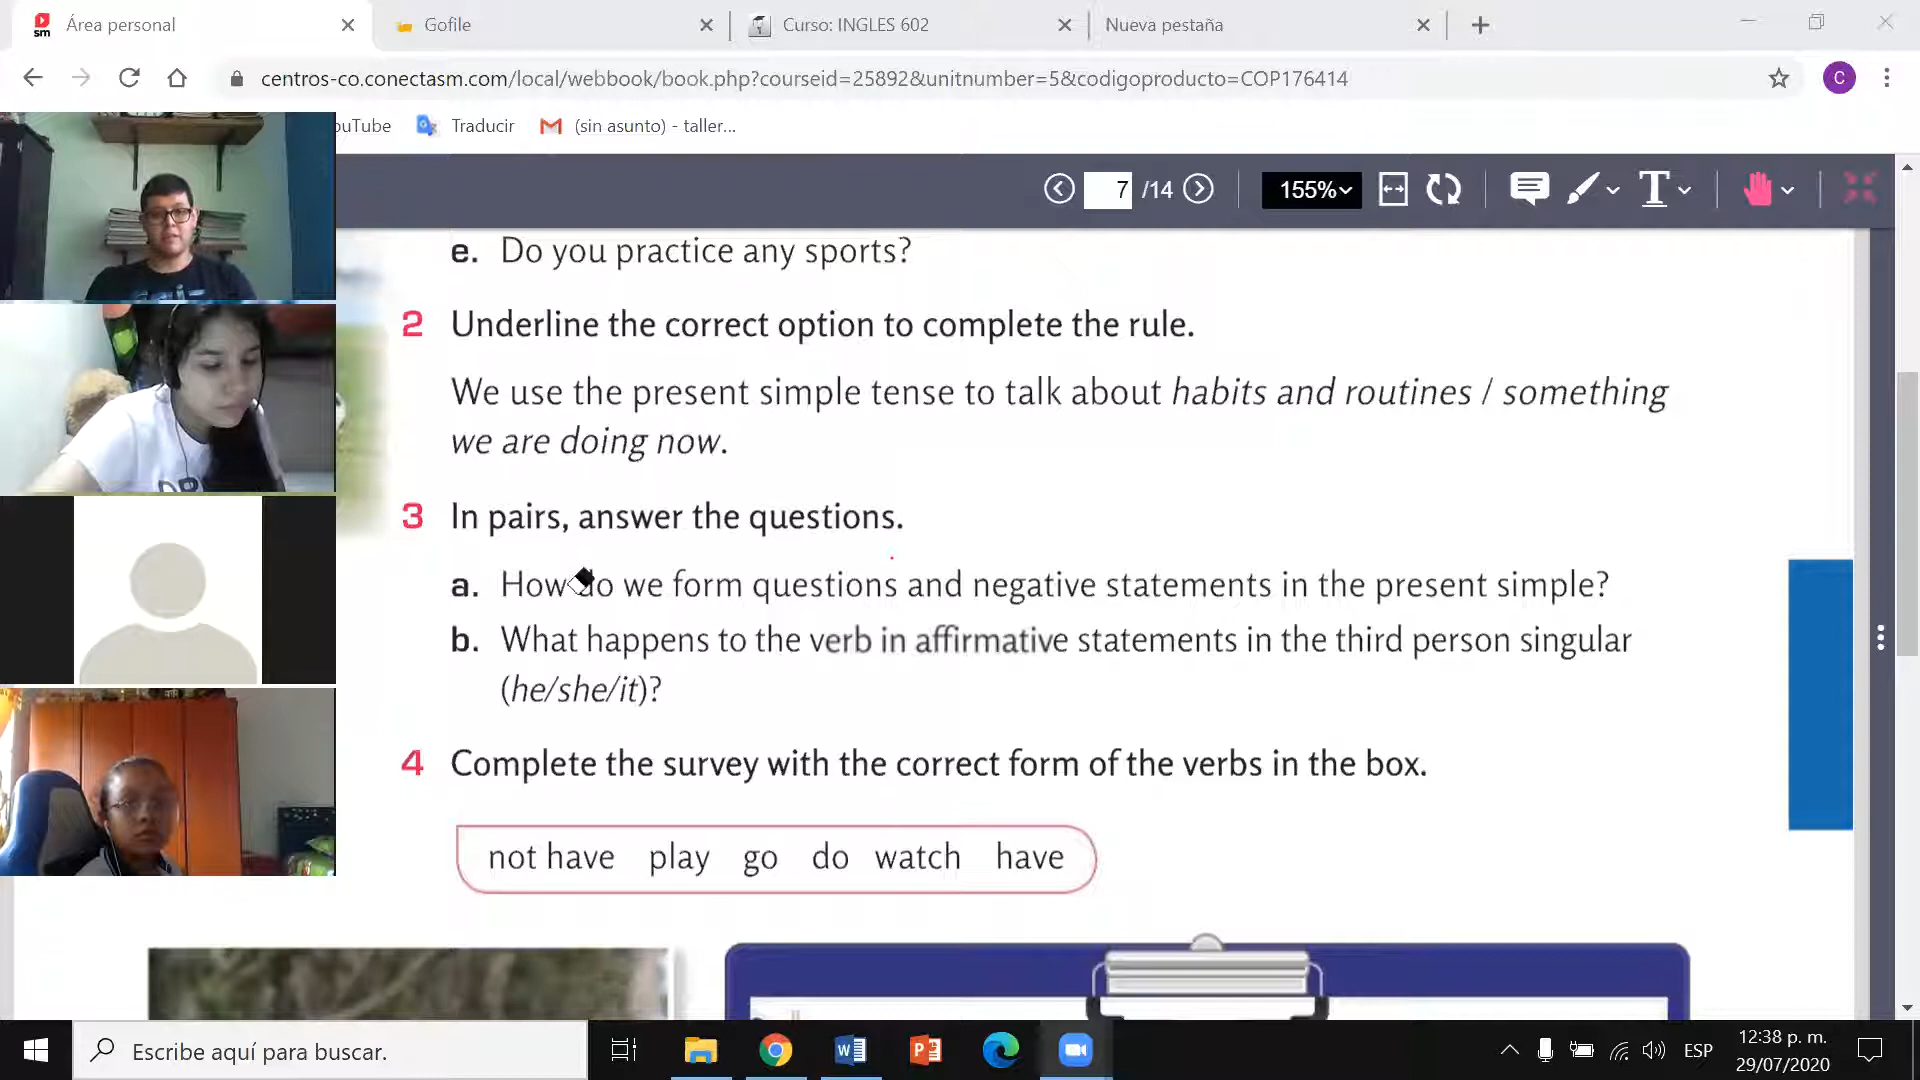 Área personal
Gofile
Curso: INGLES 602
Nueva pestaña
centros-co.conectasm.com/local/webbook/book.php?courseid=25892&unitnumber=5&codigoproducto=COP176414
C
ouTube
Traducir
(sin asunto) - taller...
7 /14
155%
e. Do you practice any sports?
2 Underline the correct option to complete the rule.
We use the present simple tense to talk about habits and routines / something
we are doing now.
3 In pairs, answer the questions.
a. How do we form questions and negative statements in the present simple?
b. What happens to the verb in affirmative statements in the third person singular
(he/she/it)?
4 Complete the survey with the correct form of the verbs in the box.
not have play go do watch have
Escribe aquí para buscar.
ESP
12:38 p. m.
29/07/2020